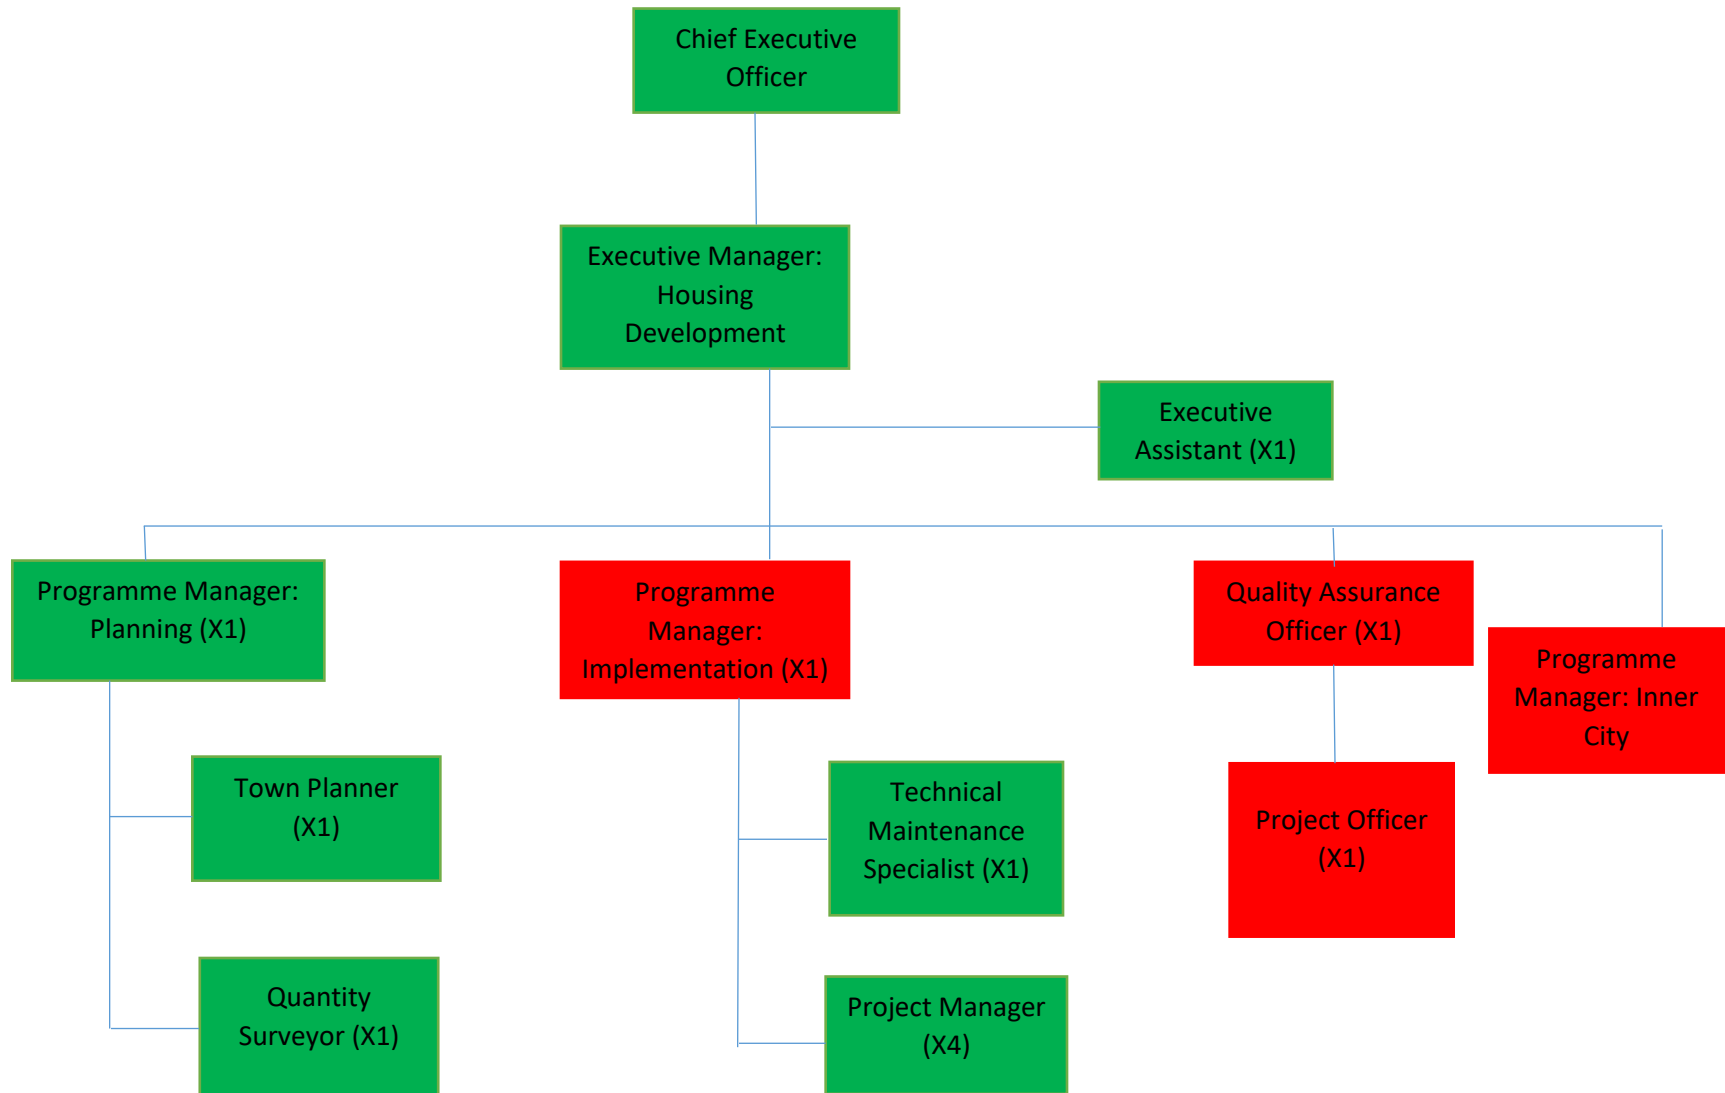 Chief Executive
Officer
Executive Manager:
Housing
Development
Executive
Assistant (X1)
Programme Manager:
Planning (X1)
Programme
Manager:
Implementation (X1)
Quality Assurance
Officer (X1)
Programme
Manager: Inner
City
Town Planner
(X1)
Technical
Maintenance
Specialist (X1)
Project Officer
(X1)
Quantity
Surveyor (X1)
Project Manager
(X4)